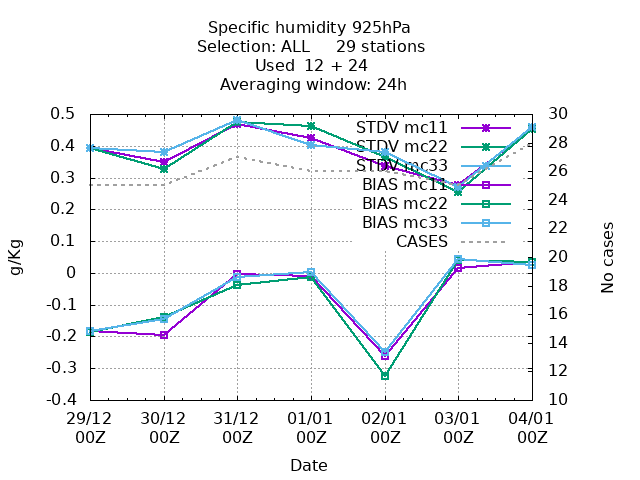 Specific humidity 925hPa
Selection: ALL     29 stations
Used  12 + 24
Averaging window: 24h
0.5
0.4
0.3
0.2
0.1
0
-0.1
-0.2
-0.3
-0.4
g/Kg
30
28
26
24
22
20
18
16
14
12
10
No cases
STDV mc11
STDV mc22
STDV mc33
BIAS mc11
BIAS mc22
BIAS mc33
CASES
29/12 30/12 31/12 01/01 02/01 03/01 04/01
00Z 00Z 00Z 00Z 00Z 00Z 00Z
Date